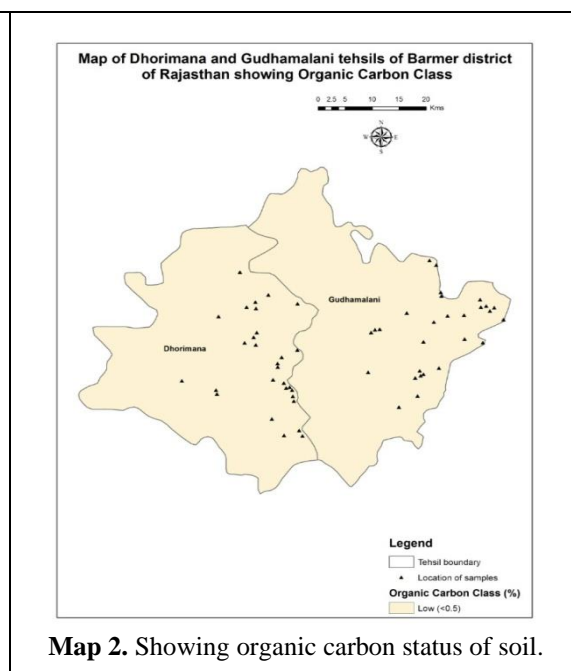 Map of Dhorimana and Gudhamalani tehsils of Barmer district
of Rajasthan showing Organic Carbon Class
0 2.5 5 10 15 20
Kms
N
W E
S
Gudhamalani
Dhorimana
Legend
Tehsil boundary
Location of samples
Organic Carbon Class (%)
Low (<0.5)
Map 2. Showing organic carbon status of soil.